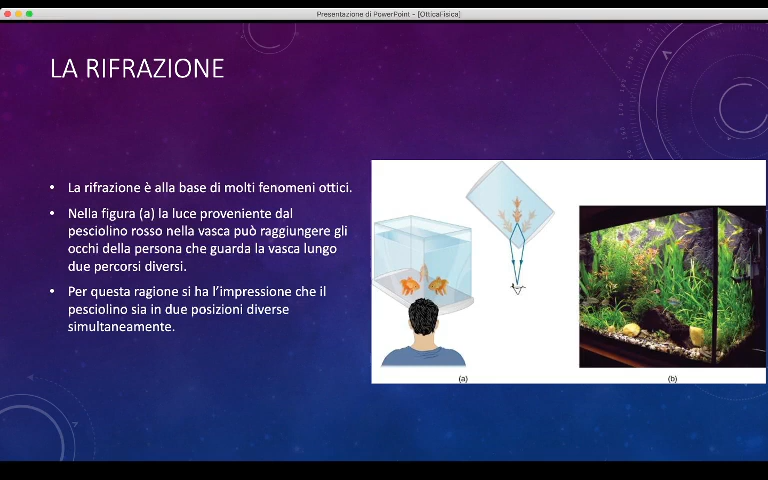 Presentazione di PowerPoint - [OtticaFisica]
LA RIFRAZIONE
• La rifrazione è alla base di molti fenomeni ottici.
• Nella figura (a) la luce proveniente dal
pesciolino rosso nella vasca può raggiungere gli
occhi della persona che guarda la vasca lungo
due percorsi diversi.
• Per questa ragione si ha l'impressione che il
pesciolino sia in due posizioni diverse
simultaneamente.
(a)
(b)